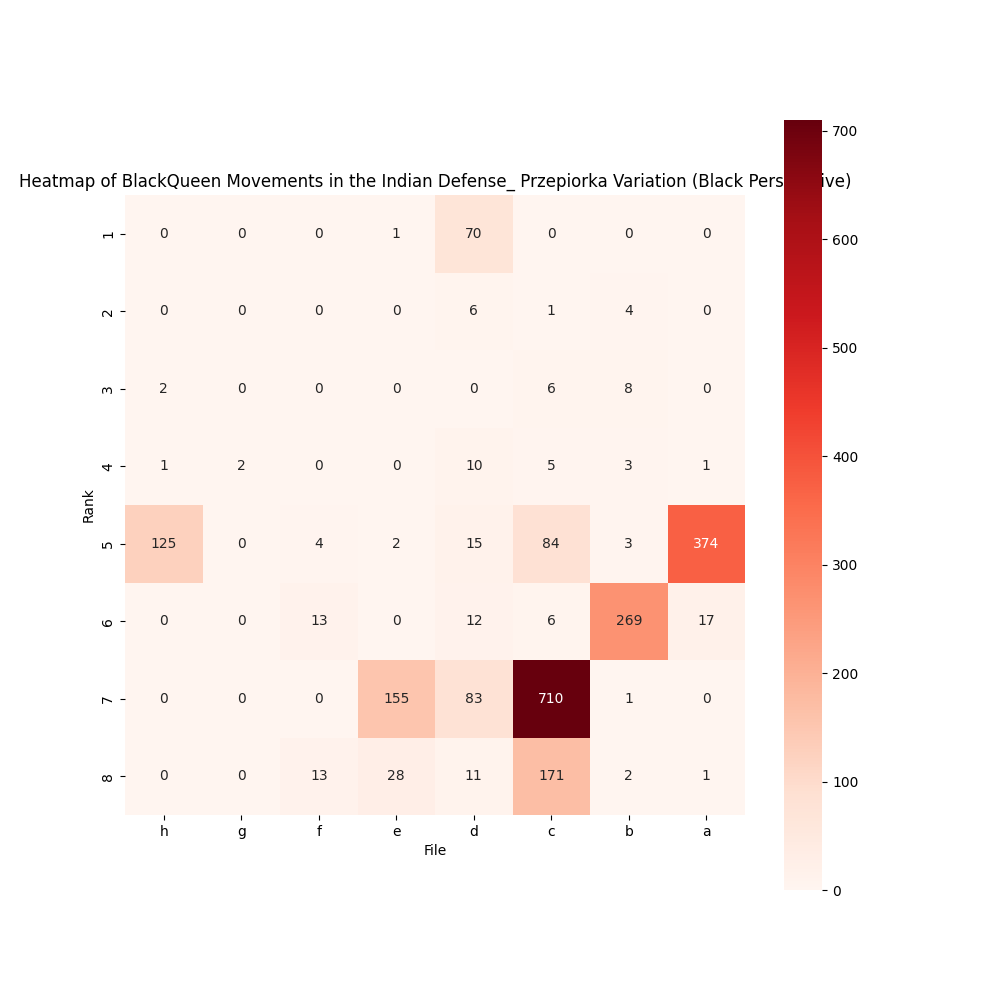 Heatmap of BlackQueen Movements in the Indian Defense_ Przepiorka Variation (Black Pers ive)
700
600
500
400
300
200
100
0
Rank
1 0 0 0 1 70 0 0 0
2 0 0 0 0 6 1 4 0
3 2 0 0 0 0 6 8 0
4 1 2 0 0 10 5 3 1
5 125 0 4 2 15 84 3 374
6 0 0 13 0 12 6 269 17
7 0 0 0 155 83 710 1 0
8 0 0 13 28 11 171 2 1
h g f e d c b a
File